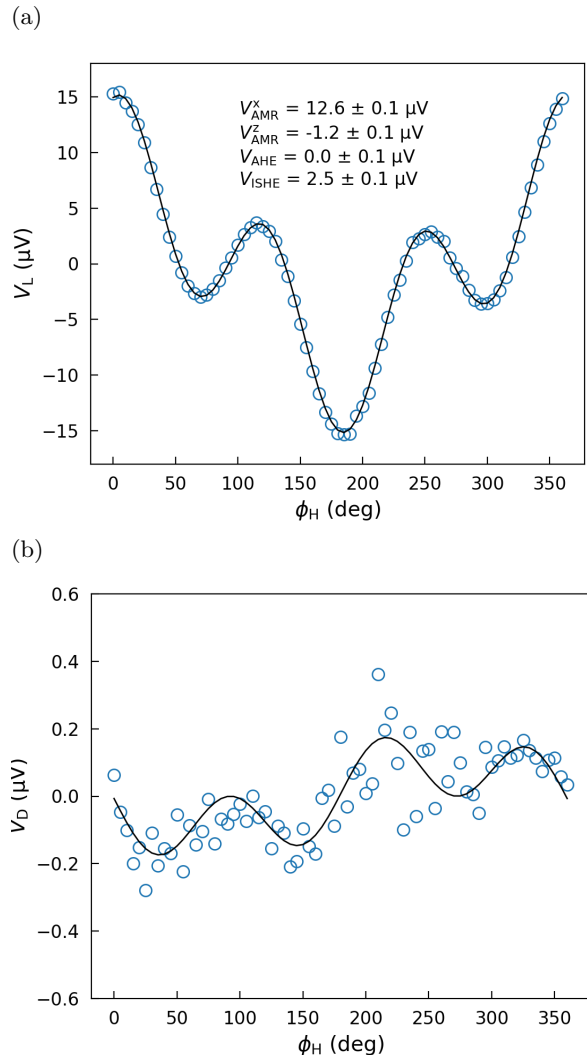 (a)
15
10
5
0
−5
−10
−15
V_L (µV)
V^x_AMR = 12.6 ± 0.1 µV
V^z_AMR = -1.2 ± 0.1 µV
V_AHE = 0.0 ± 0.1 µV
V_ISHE = 2.5 ± 0.1 µV
0 50 100 150 200 250 300 350
ϕ_H (deg)
(b)
0.6
0.4
0.2
0.0
−0.2
−0.4
−0.6
V_D (µV)
0 50 100 150 200 250 300 350
ϕ_H (deg)